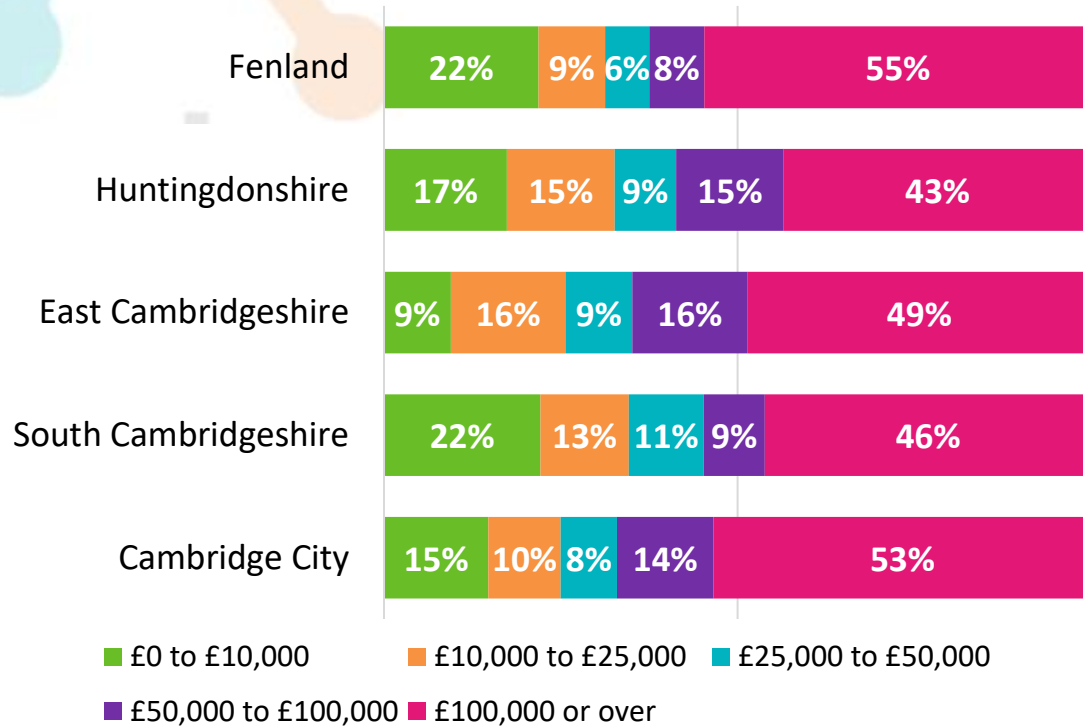 Fenland 22% 9% 6% 8% 55%
Huntingdonshire 17% 15% 9% 15% 43%
East Cambridgeshire 9% 16% 9% 16% 49%
South Cambridgeshire 22% 13% 11% 9% 46%
Cambridge City 15% 10% 8% 14% 53%
£0 to £10,000 £10,000 to £25,000 £25,000 to £50,000
£50,000 to £100,000 £100,000 or over